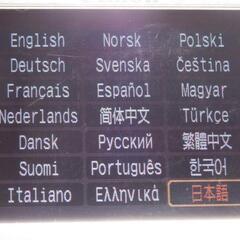 English Norsk Polski
Deutsch Svenska Čeština
Français Español Magyar
Nederlands 简体中文 Türkçe
Dansk Русский 繁體中文
Suomi Português 한국어
Italiano Ελληνικά 日本語